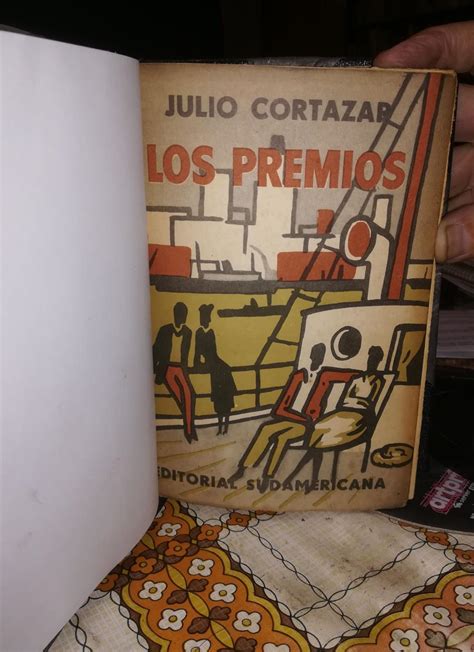 JULIO CORTAZAR
LOS PREMIOS
EDITORIAL SUDAMERICANA